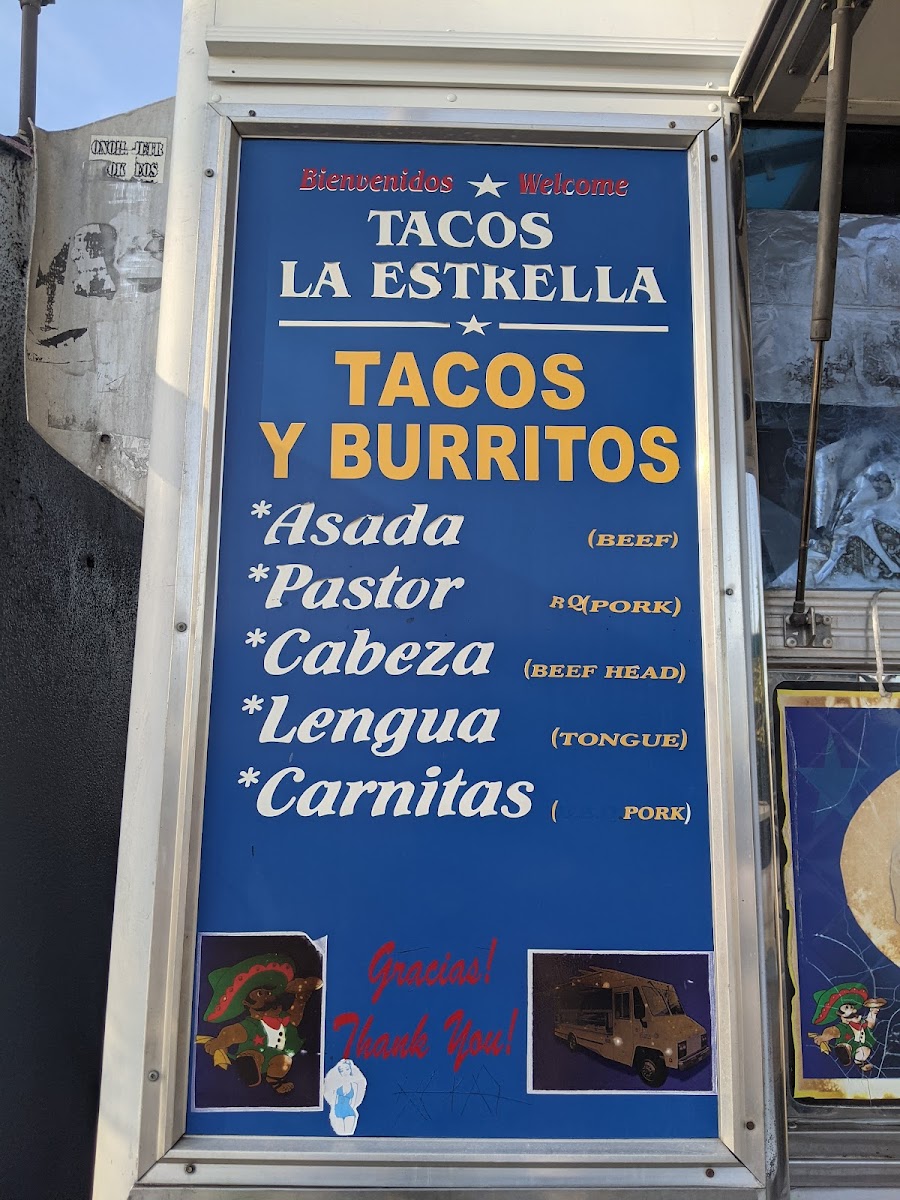 Bienvenidos ★ Welcome
TACOS
LA ESTRELLA
TACOS
Y BURRITOS
*Asada (BEEF)
*Pastor (PORK)
*Cabeza (BEEF HEAD)
*Lengua (TONGUE)
*Carnitas (PORK)
Gracias!
Thank You!